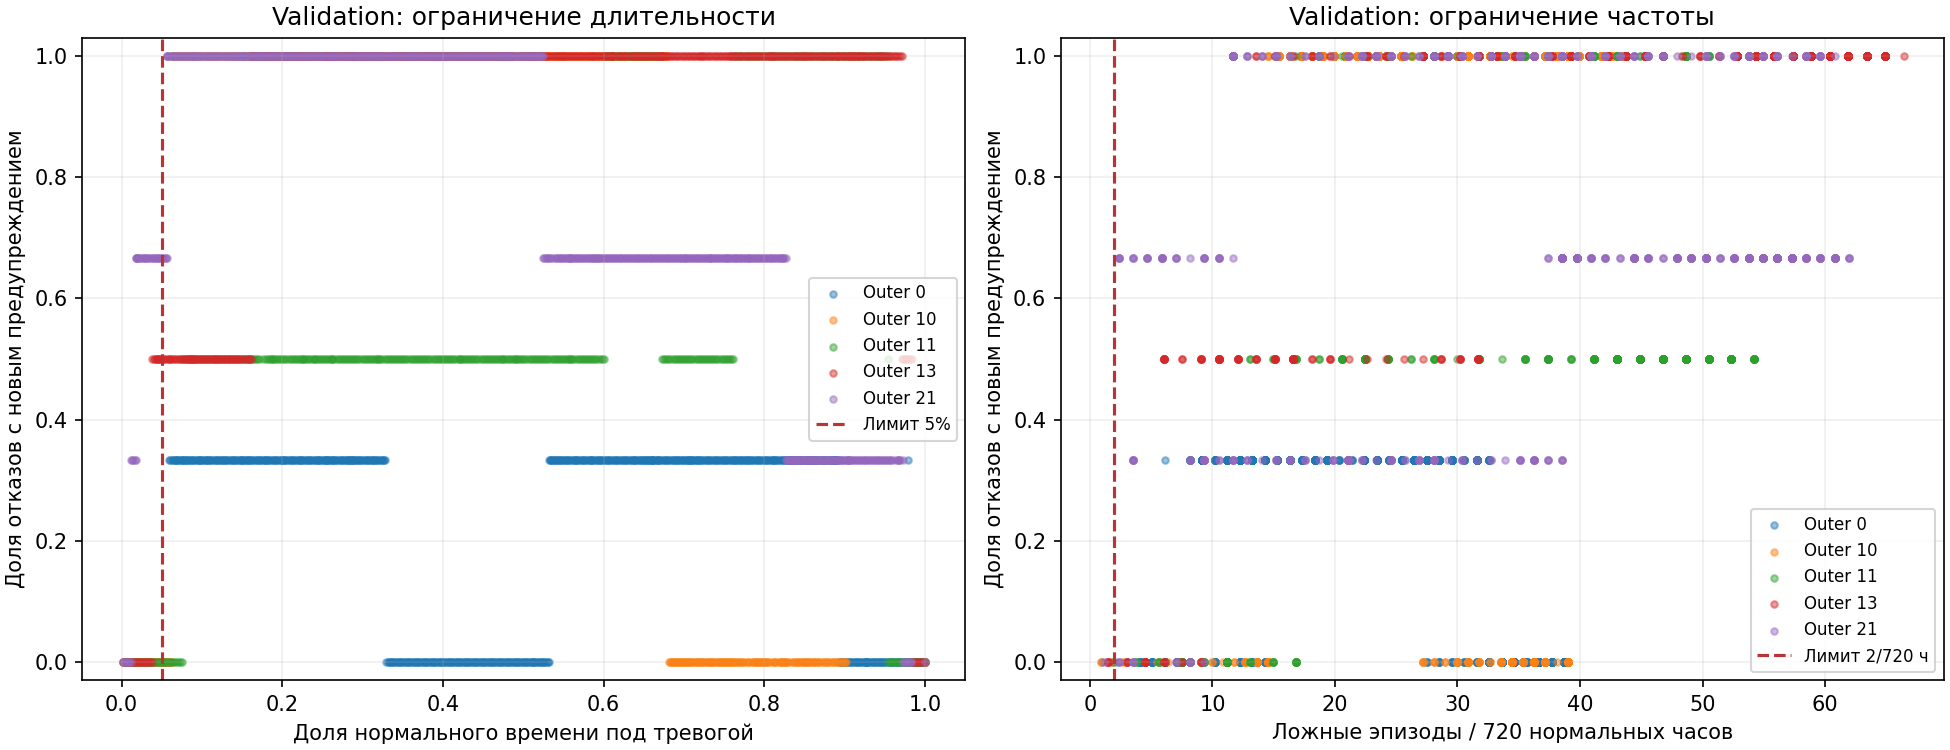 Validation: ограничение длительности
Доля отказов с новым предупреждением
1.0
0.8
0.6
0.4
0.2
0.0
Outer 0
Outer 10
Outer 11
Outer 13
Outer 21
Лимит 5%
0.0 0.2 0.4 0.6 0.8 1.0
Доля нормального времени под тревогой
Validation: ограничение частоты
Доля отказов с новым предупреждением
1.0
0.8
0.6
0.4
0.2
0.0
Outer 0
Outer 10
Outer 11
Outer 13
Outer 21
Лимит 2/720 ч
0 10 20 30 40 50 60
Ложные эпизоды / 720 нормальных часов